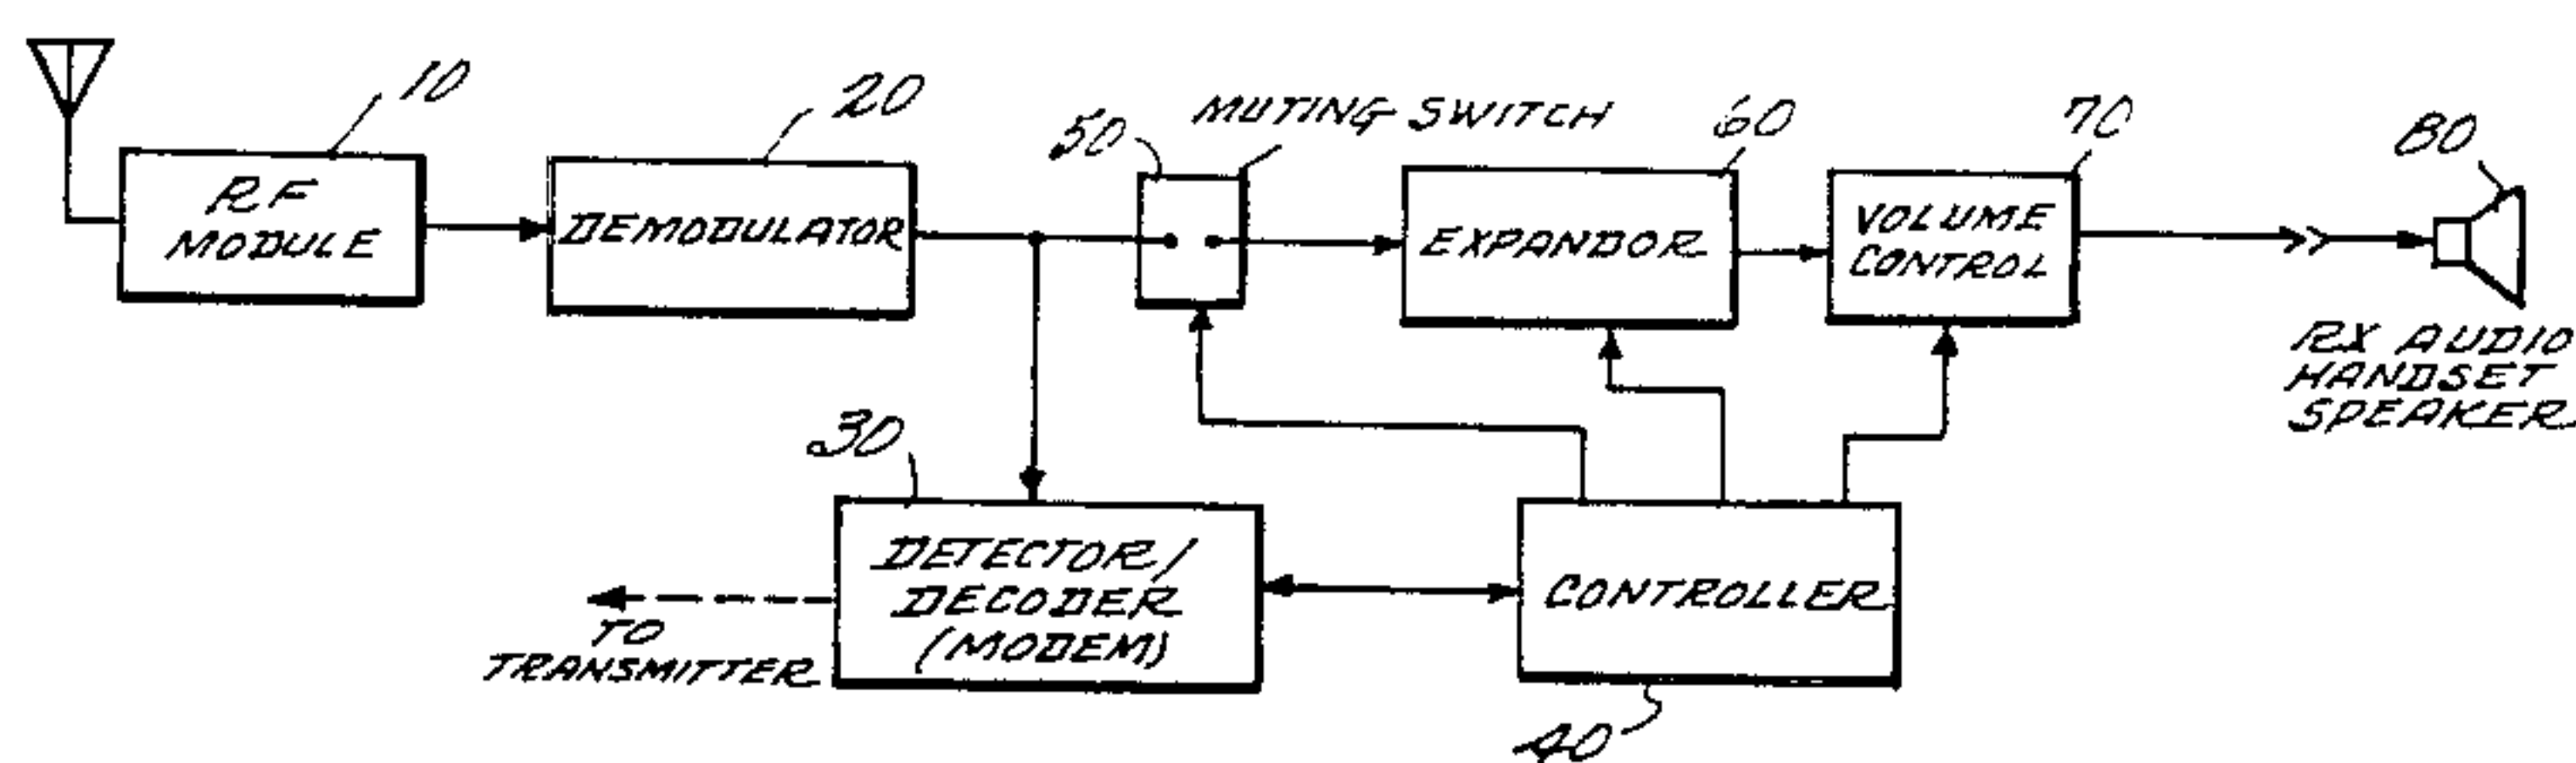 10
20
50
MUTING SWITCH
60
70
80
RF
MODULE
DEMODULATOR
EXPANDOR
VOLUME
CONTROL
RX AUDIO
HANDSET
SPEAKER
30
DETECTOR/
DECODER
(MODEM)
CONTROLLER
TO
TRANSMITTER
40